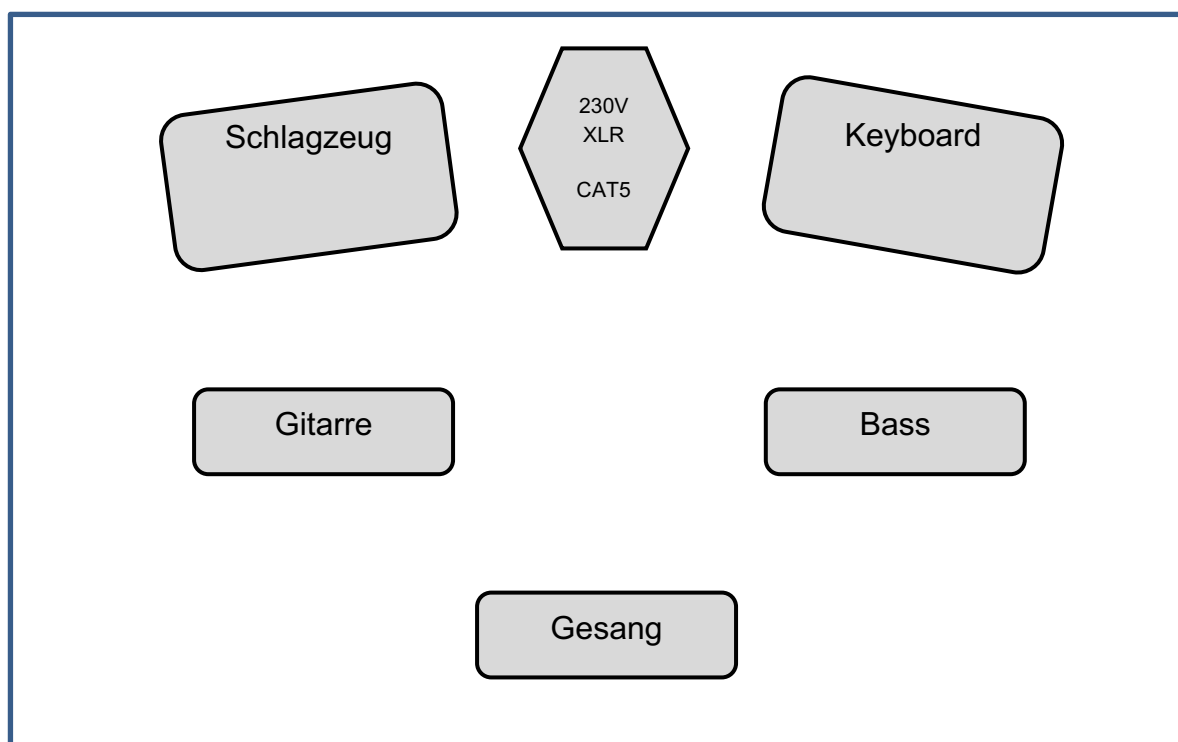 Schlagzeug
230V
XLR
CAT5
Keyboard
Gitarre
Bass
Gesang